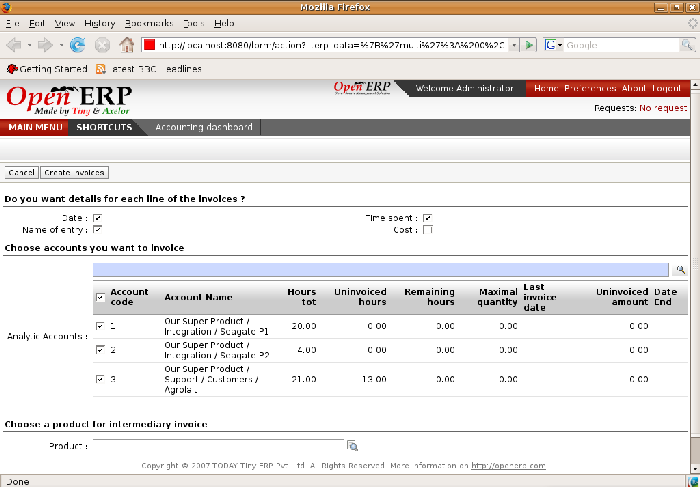 Mozilla Firefox
File Edit View History Bookmarks Tools Help
http://localhost:8080/form/action?_terp_data=%7B%27muti%27%3A%200%2C
Google
Getting Started Latest BBC Headlines
Open ERP
Made by Tiny & Axelor
Open ERP
Welcome Administrator
Home Preferences About Logout
Requests: No request
MAIN MENU SHORTCUTS Accounting dashboard
Cancel Create Invoices
Do you want details for each line of the invoices ?
Date : Time spent :
Name of entry : Cost :
Choose accounts you want to invoice
Account code Account Name Hours tot Uninvoiced hours Remaining hours Maximal quantity Last invoice date Uninvoiced amount Date End
Analytic Accounts :
1 Our Super Product / Integration / Seagate P1 20.00 0.00 0.00 0.00 0.00
2 Our Super Product / Integration / Seagate P2 4.00 0.00 0.00 0.00 0.00
3 Our Super Product / Support / Customers / Agrolait 21.00 13.00 0.00 0.00 0.00
Choose a product for intermediary invoice
Product :
Copyright © 2007-TODAY Tiny ERP Pvt. Ltd. All Rights Reserved. More Information on http://openerp.com
Done